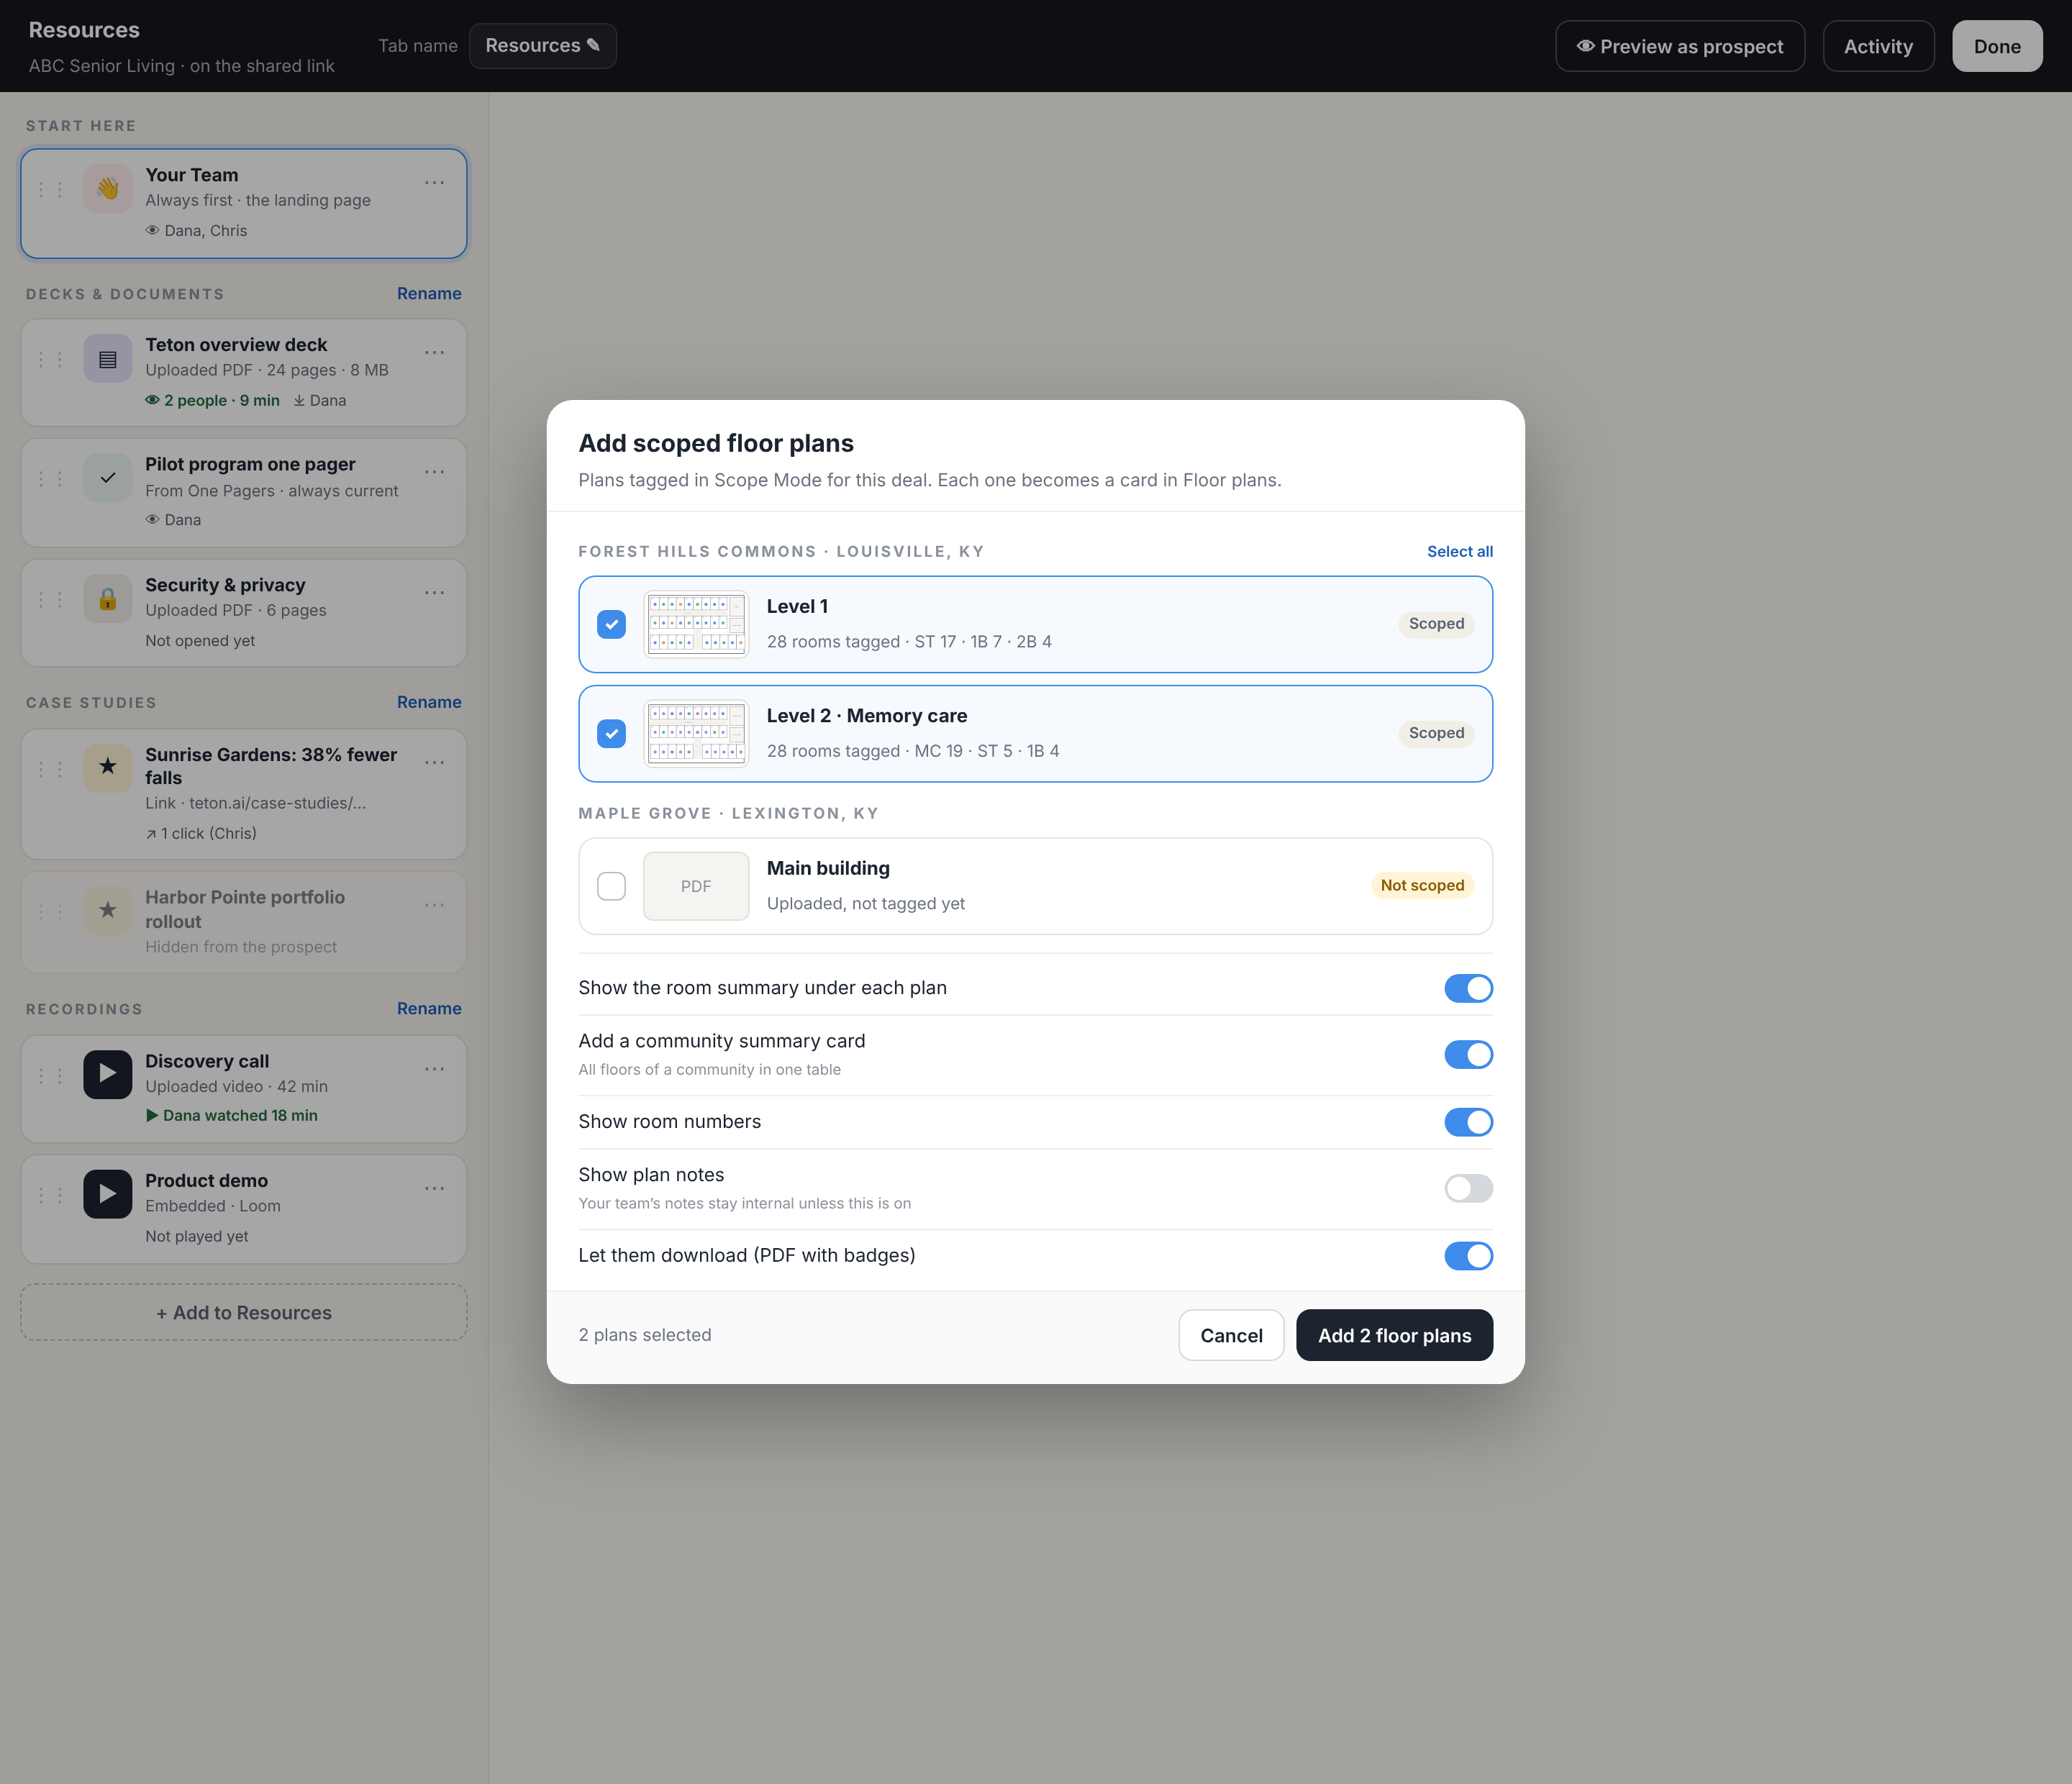 Resources
ABC Senior Living · on the shared link
Tab name
Resources ✎
Preview as prospect
Activity
Done
START HERE
Your Team
Always first · the landing page
Dana, Chris
DECKS & DOCUMENTS
Rename
Teton overview deck
Uploaded PDF · 24 pages · 8 MB
2 people · 9 min
Dana
Pilot program one pager
From One Pagers · always current
Dana
Security & privacy
Uploaded PDF · 6 pages
Not opened yet
CASE STUDIES
Rename
Sunrise Gardens: 38% fewer
falls
Link · teton.ai/case-studies/...
↗ 1 click (Chris)
Harbor Pointe portfolio
rollout
Hidden from the prospect
RECORDINGS
Rename
Discovery call
Uploaded video · 42 min
▶ Dana watched 18 min
Product demo
Embedded · Loom
Not played yet
+ Add to Resources
Add scoped floor plans
Plans tagged in Scope Mode for this deal. Each one becomes a card in Floor plans.
FOREST HILLS COMMONS · LOUISVILLE, KY
Select all
Level 1
28 rooms tagged · ST 17 · 1B 7 · 2B 4
Scoped
Level 2 · Memory care
28 rooms tagged · MC 19 · ST 5 · 1B 4
Scoped
MAPLE GROVE · LEXINGTON, KY
PDF
Main building
Uploaded, not tagged yet
Not scoped
Show the room summary under each plan
Add a community summary card
All floors of a community in one table
Show room numbers
Show plan notes
Your team's notes stay internal unless this is on
Let them download (PDF with badges)
2 plans selected
Cancel
Add 2 floor plans